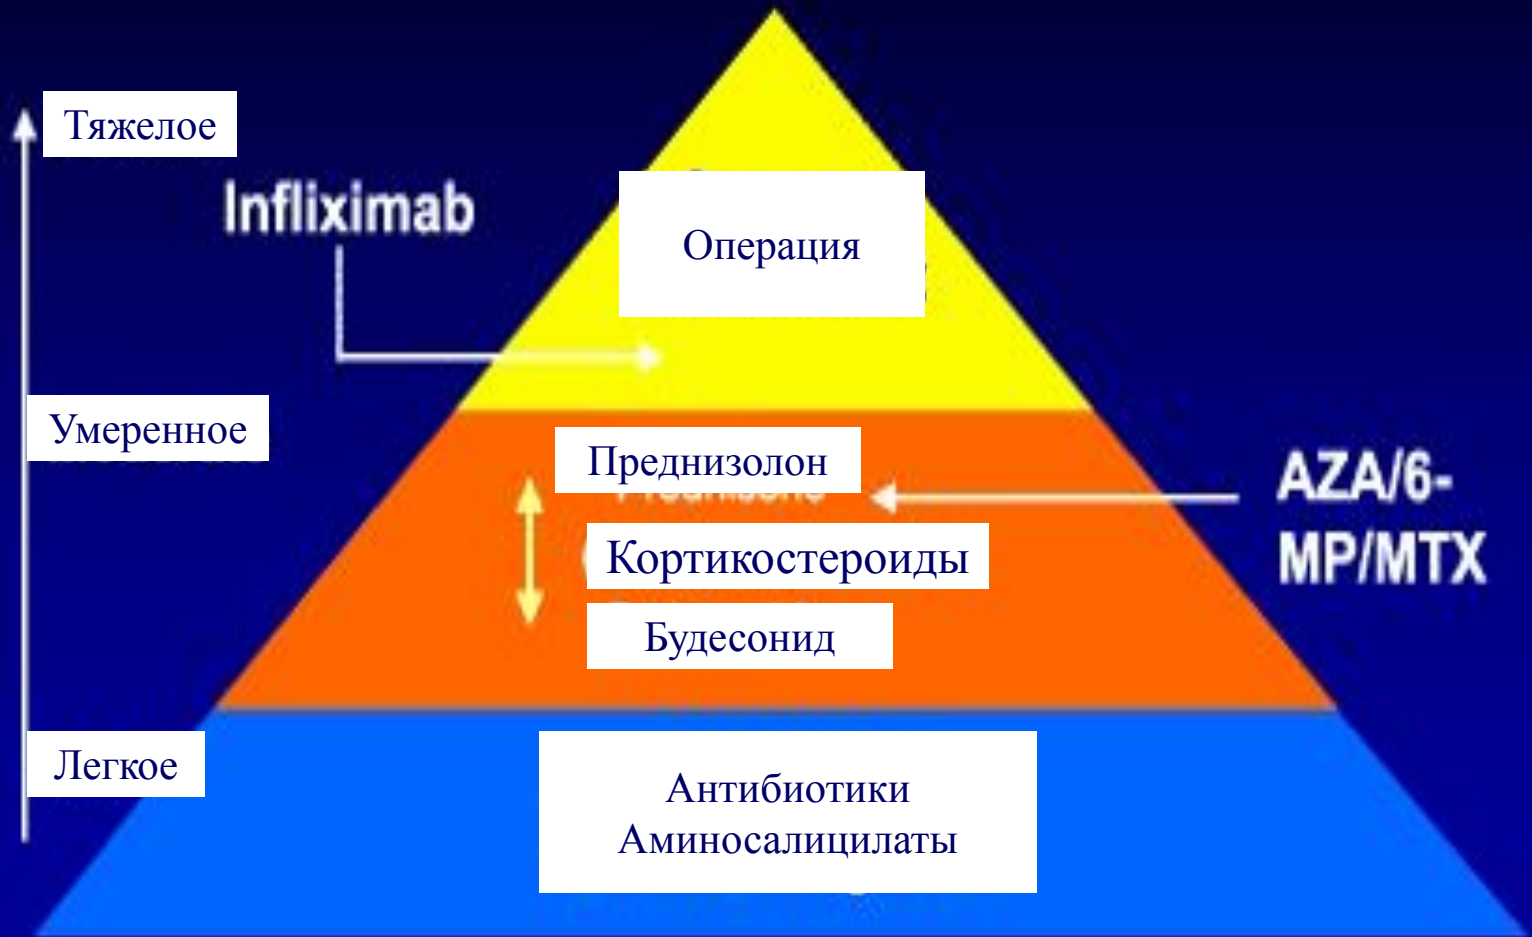 Тяжелое
Infliximab
Операция
Умеренное
Преднизолон
AZA/6-
MP/MTX
Кортикостероиды
Будесонид
Легкое
Антибиотики
Аминосалицилаты